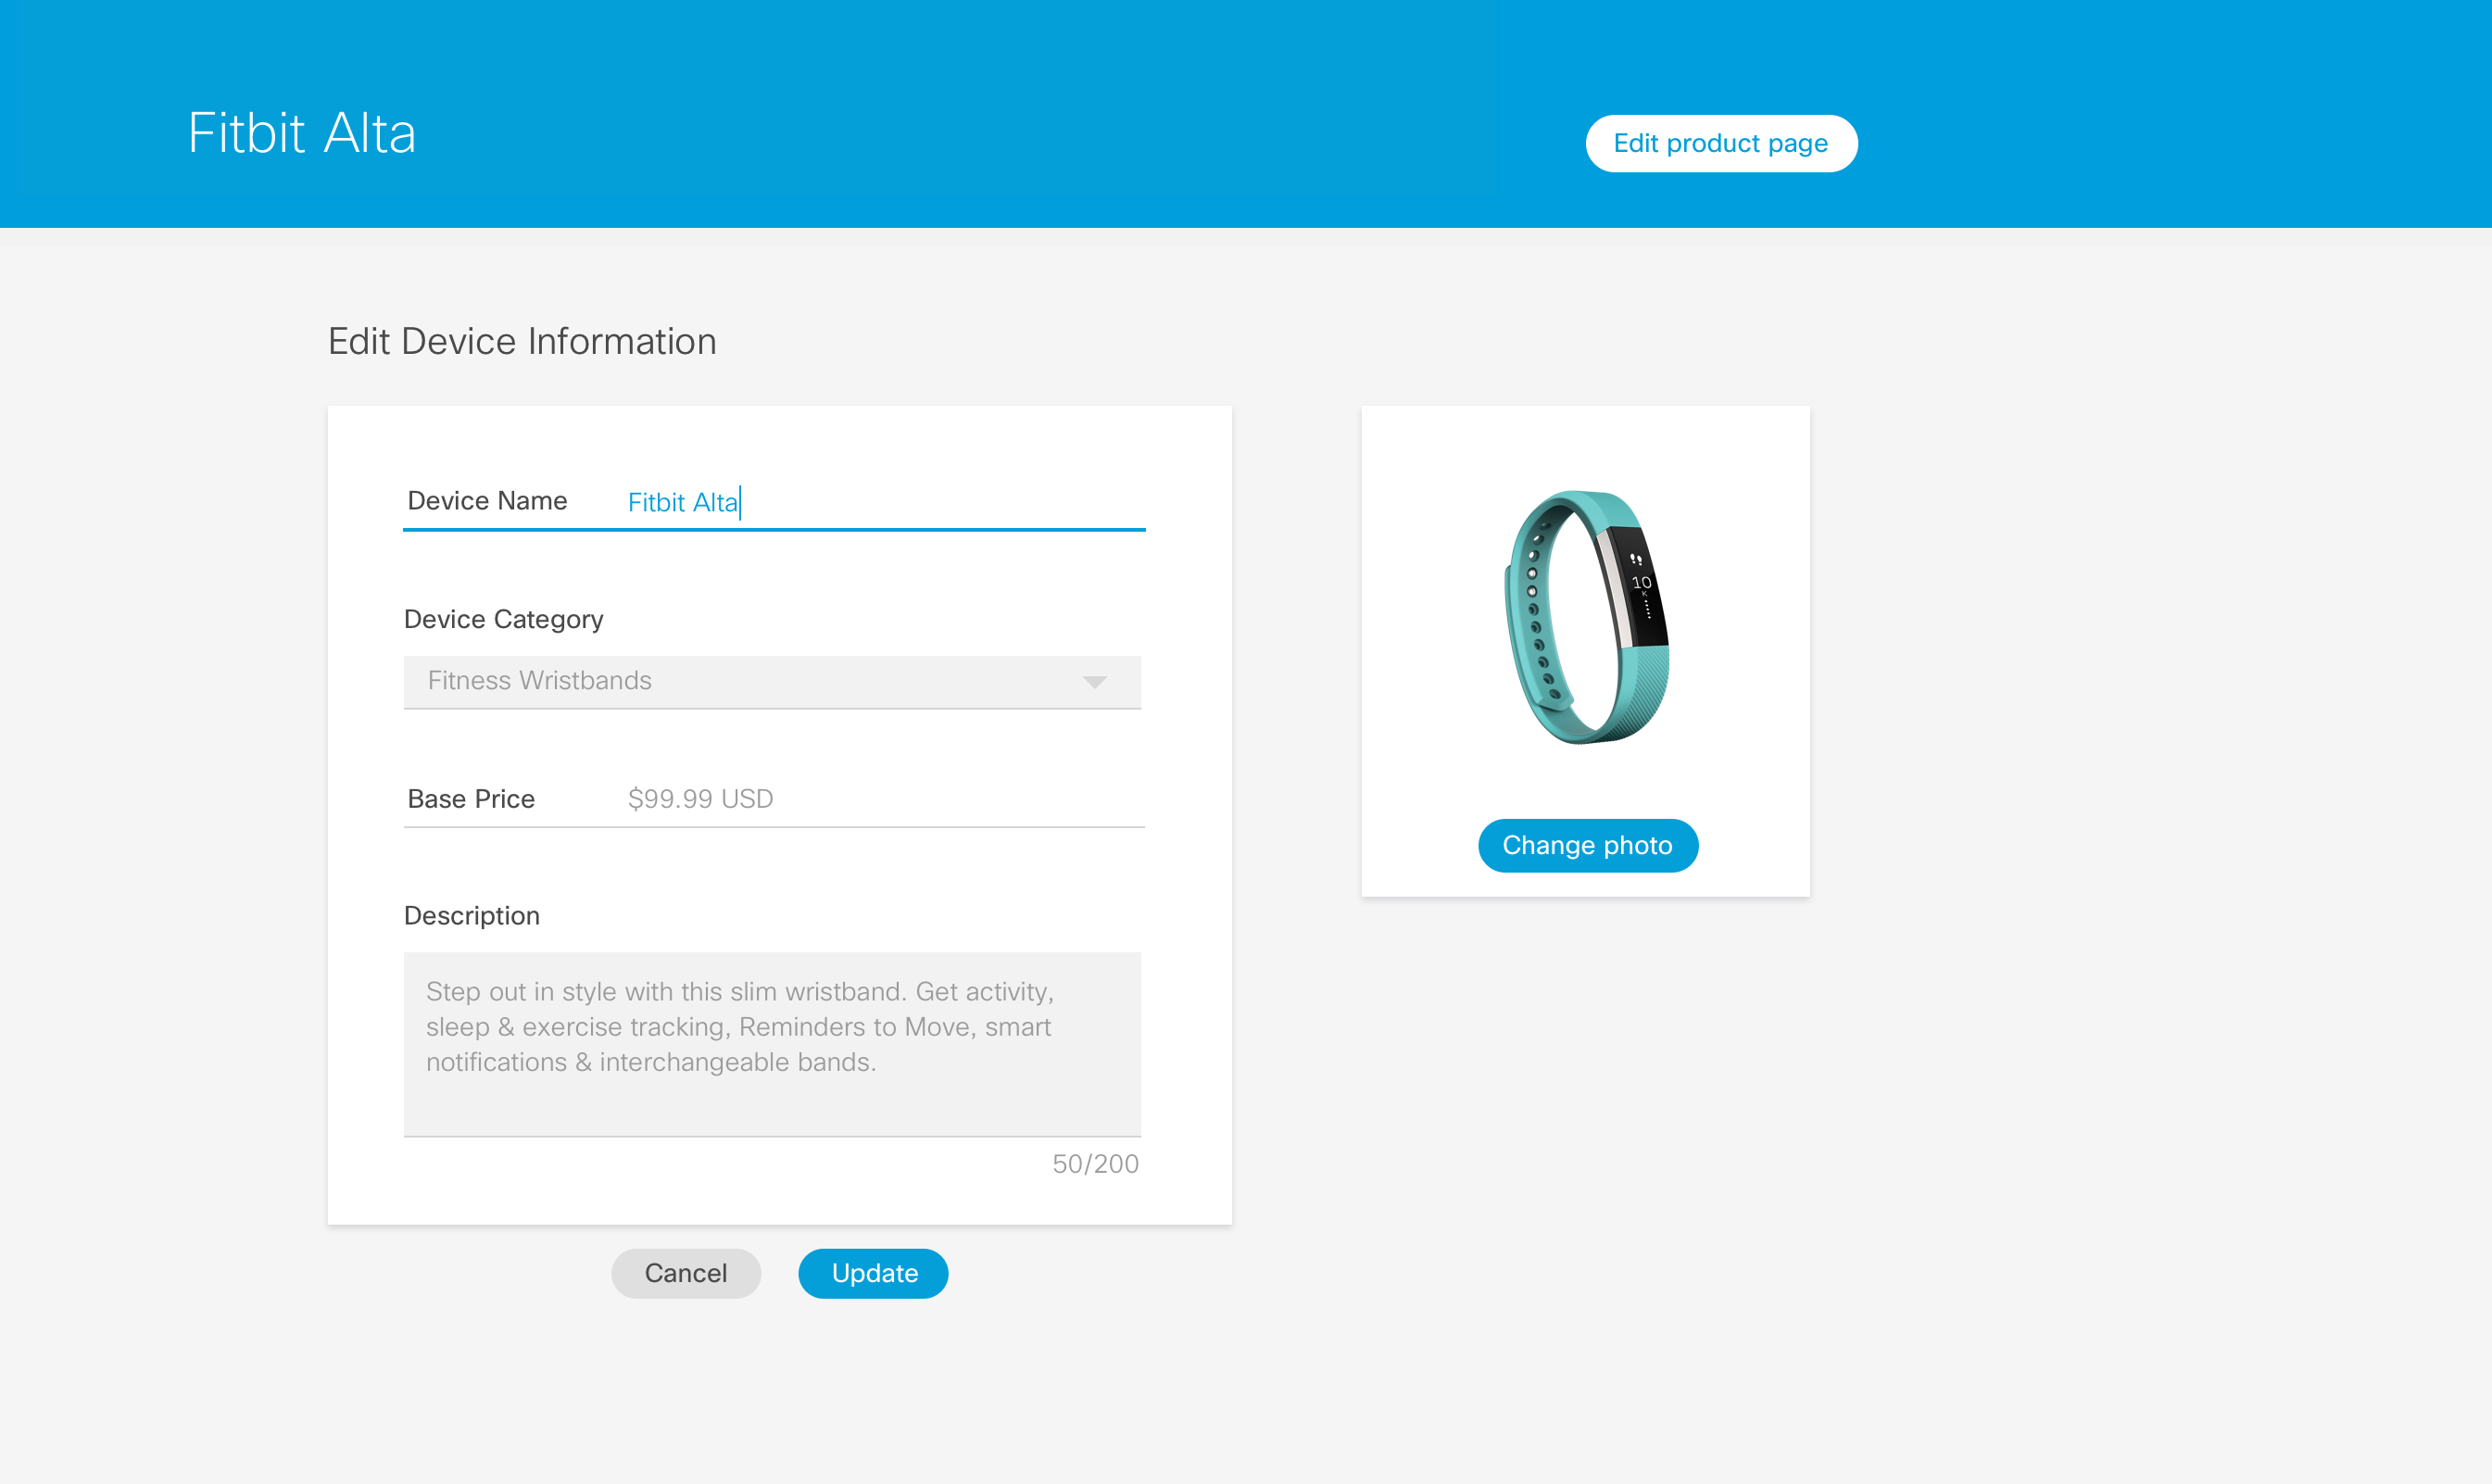 Fitbit Alta
Edit product page
Edit Device Information
Device Name Fitbit Alta
Device Category
Fitness Wristbands
Base Price $99.99 USD
Description
Step out in style with this slim wristband. Get activity,
sleep & exercise tracking, Reminders to Move, smart
notifications & interchangeable bands.
50/200
Cancel Update
10
K
Change photo